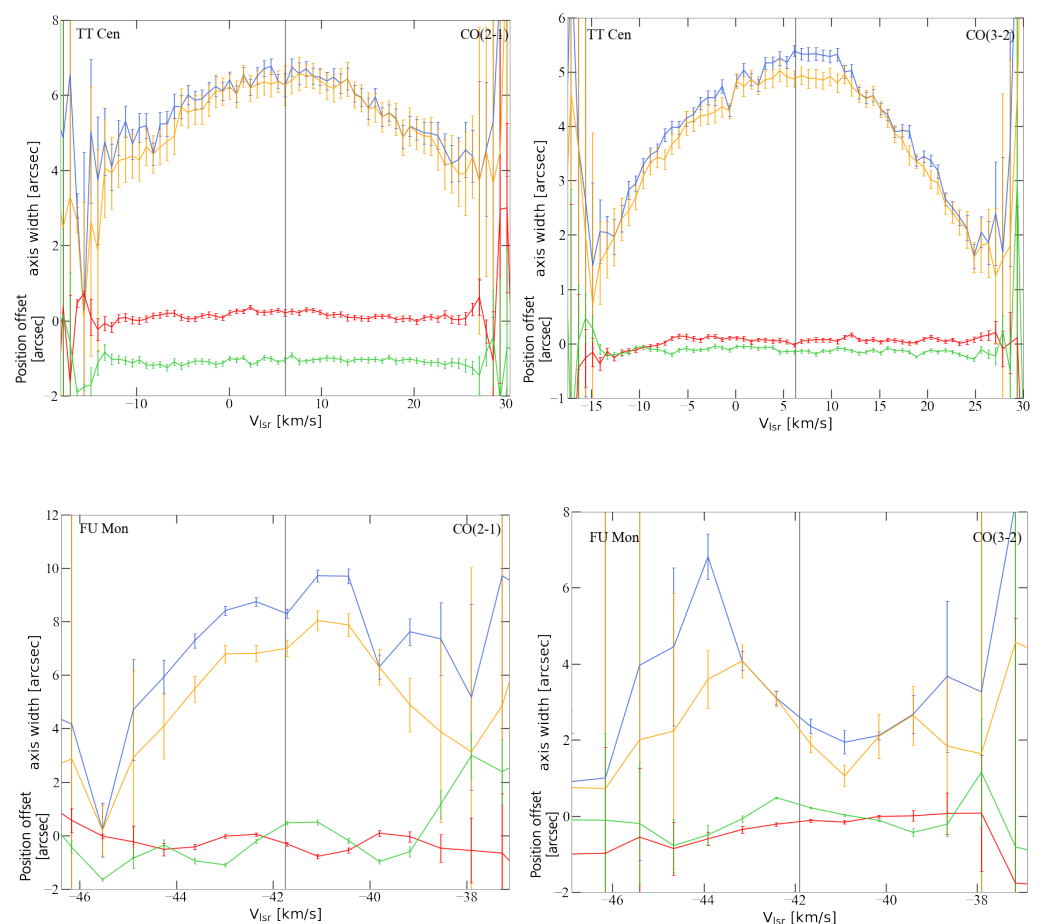 TT Cen
CO(2-1)
8
6
4
2
0
−2
axis width [arcsec]
Position offset
[arcsec]
−10
0
10
20
30
Vlsr [km/s]
TT Cen
CO(3-2)
6
5
4
3
2
1
0
−1
axis width [arcsec]
Position offset
[arcsec]
−15
−10
−5
0
5
10
15
20
25
30
Vlsr [km/s]
FU Mon
CO(2-1)
12
10
8
6
4
2
0
−2
axis width [arcsec]
Position offset
[arcsec]
−46
−44
−42
−40
−38
Vlsr [km/s]
FU Mon
CO(3-2)
8
6
4
2
0
−2
axis width [arcsec]
Position offset
[arcsec]
−46
−44
−42
−40
−38
Vlsr [km/s]